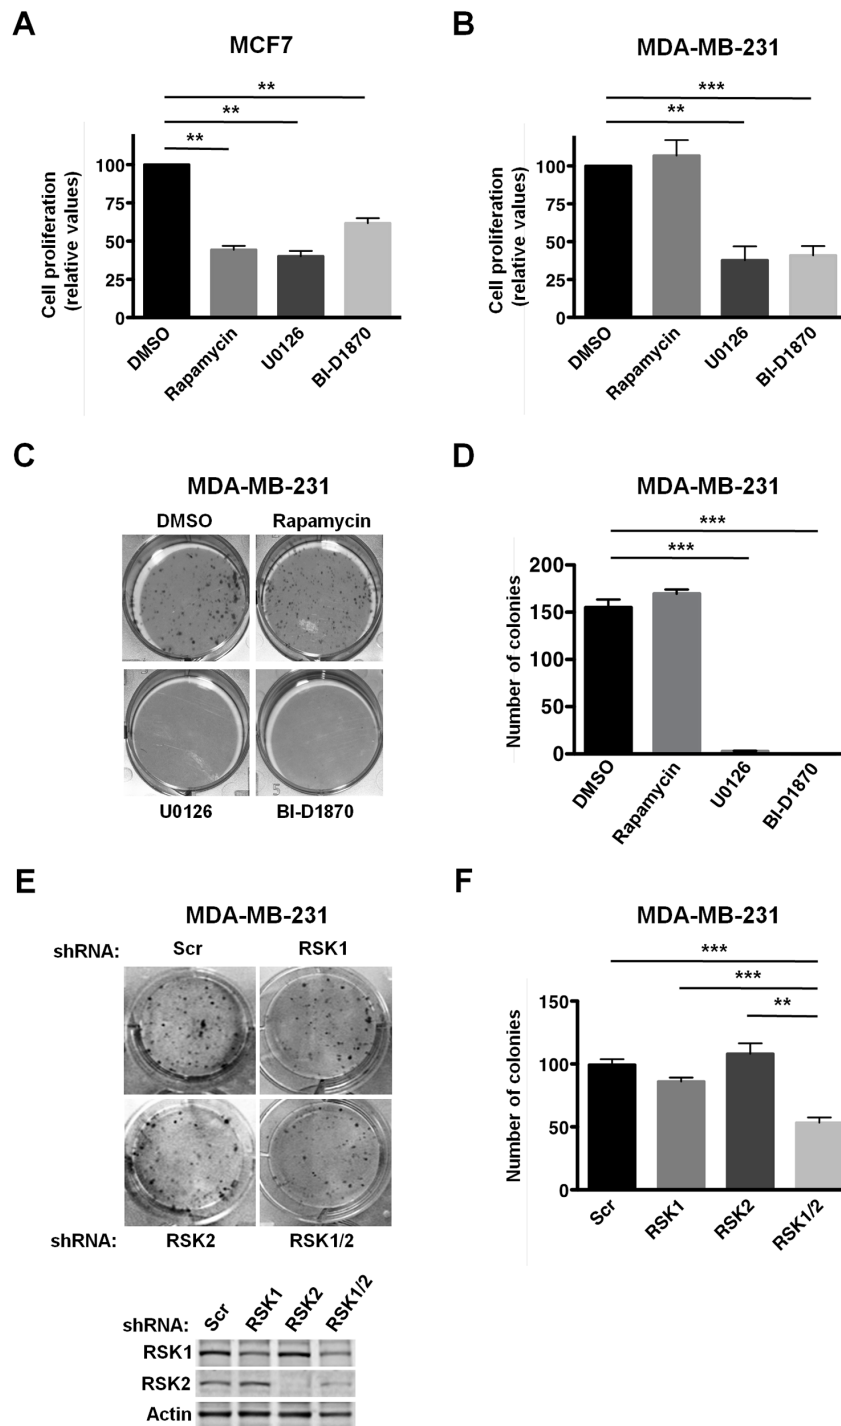 A
MCF7
**
**
**
Cell proliferation
(relative values)
100
75
50
25
0
DMSO
Rapamycin
U0126
BI-D1870
B
MDA-MB-231
***
**
Cell proliferation
(relative values)
100
75
50
25
0
DMSO
Rapamycin
U0126
BI-D1870
C
MDA-MB-231
DMSO Rapamycin
U0126 BI-D1870
D
MDA-MB-231
***
***
Number of colonies
200
150
100
50
0
DMSO
Rapamycin
U0126
BI-D1870
E
MDA-MB-231
shRNA: Scr RSK1
shRNA: RSK2 RSK1/2
shRNA: Scr RSK1 RSK2 RSK1/2
RSK1
RSK2
Actin
F
MDA-MB-231
***
***
**
Number of colonies
150
100
50
0
Scr
RSK1
RSK2
RSK1/2